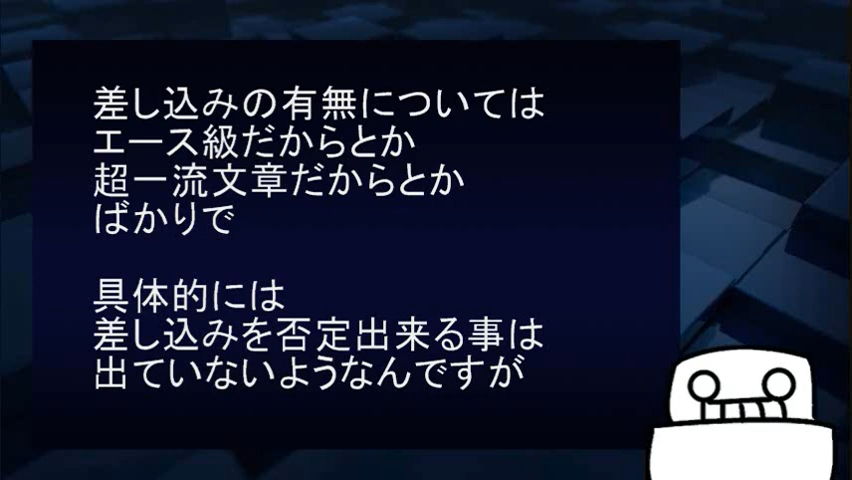 差し込みの有無については
エース級だからとか
超一流文章だからとか
ばかりで
具体的には
差し込みを否定出来る事は
出ていないようなんですが